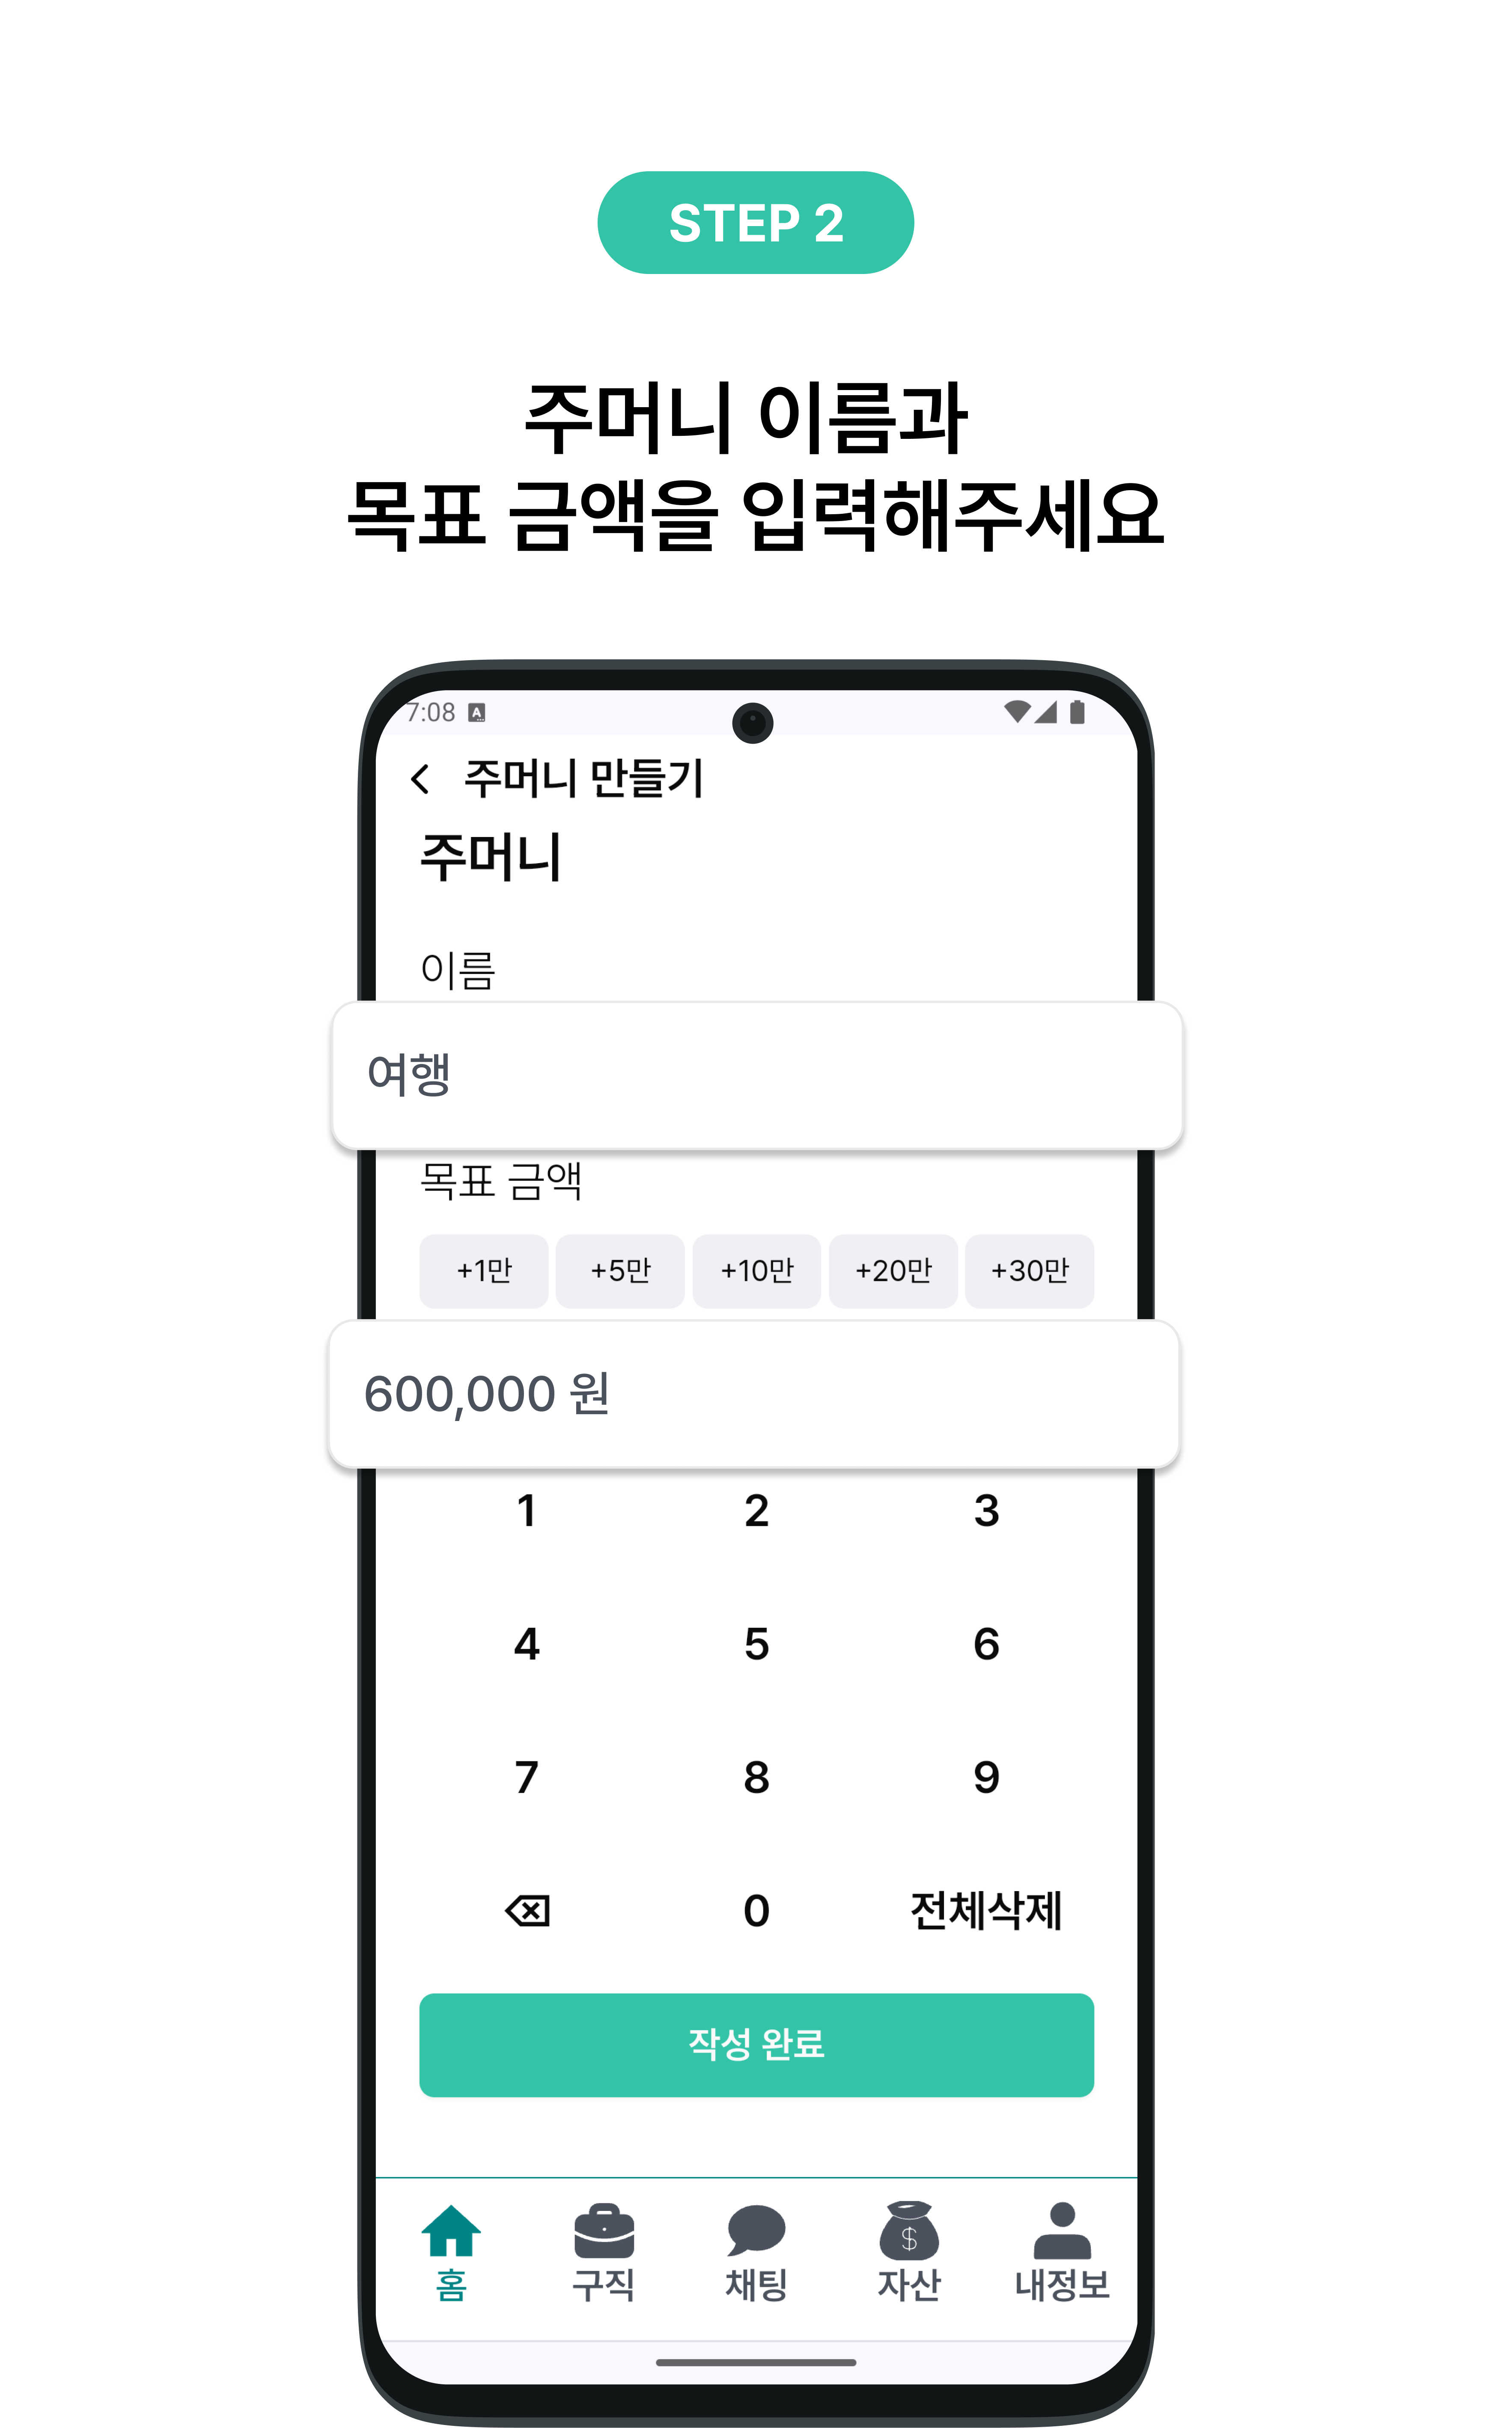 STEP 2
주머니 이름과
목표 금액을 입력해주세요
7:08 A
주머니 만들기
주머니
이름
여행
목표 금액
+1만 +5만 +10만 +20만 +30만
600,000 원
1 2 3
4 5 6
7 8 9
0 전체삭제
작성 완료
홈 구직 채팅 자산 내정보